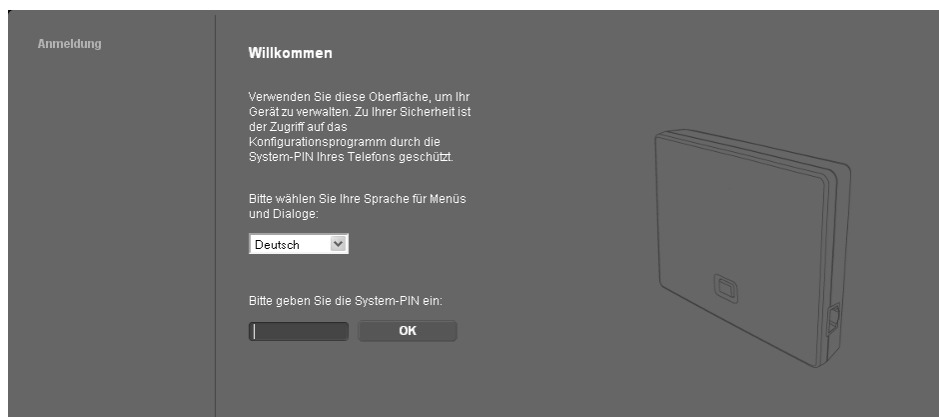 Anmeldung
Willkommen
Verwenden Sie diese Oberfläche, um Ihr
Gerät zu verwalten. Zu Ihrer Sicherheit ist
der Zugriff auf das
Konfigurationsprogramm durch die
System-PIN Ihres Telefons geschützt.
Bitte wählen Sie Ihre Sprache für Menüs
und Dialoge:
Deutsch
Bitte geben Sie die System-PIN ein:
OK